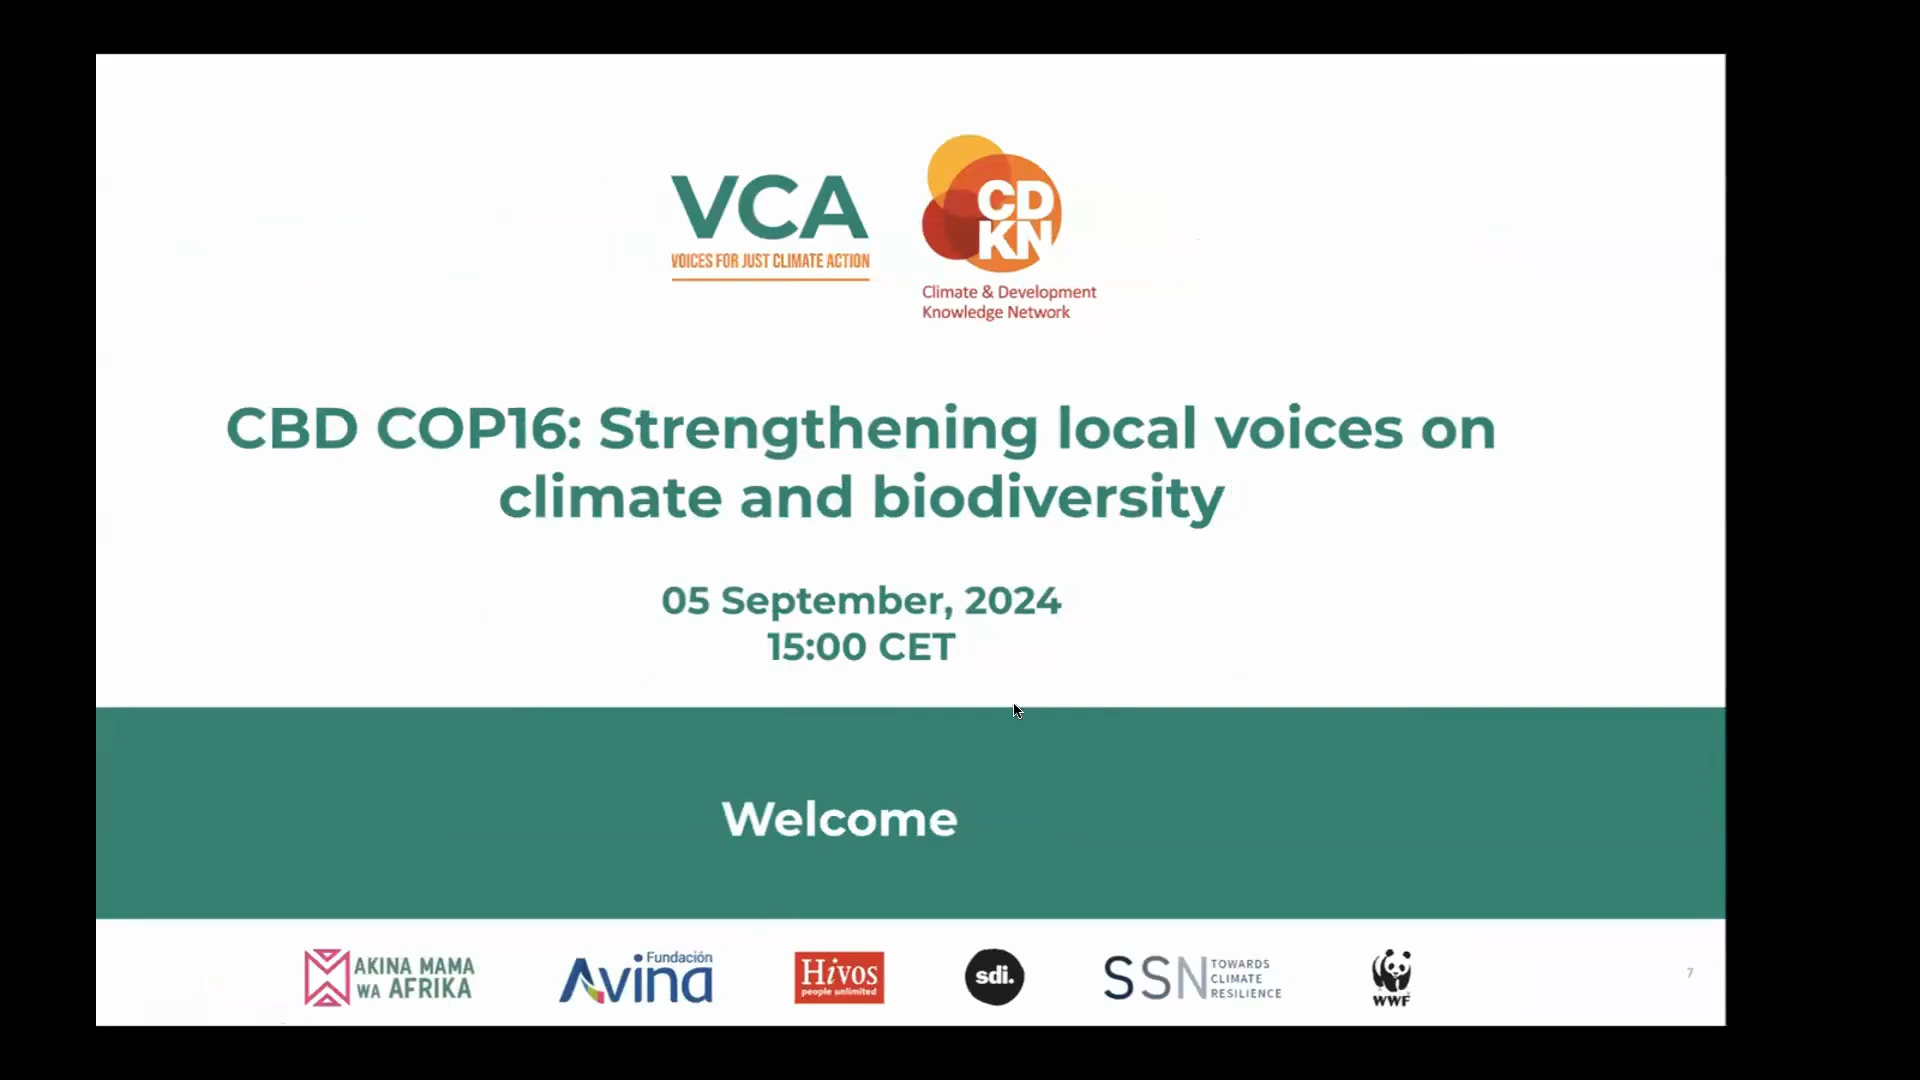 VCA
VOICES FOR JUST CLIMATE ACTION
CD
KN
Climate & Development
Knowledge Network
CBD COP16: Strengthening local voices on
climate and biodiversity
05 September, 2024
15:00 CET
Welcome
AKINA MAMA
WA AFRIKA
Fundación
Avina
Hivos
people unlimited
sdi.
SSN
TOWARDS
CLIMATE
RESILIENCE
WWF
7